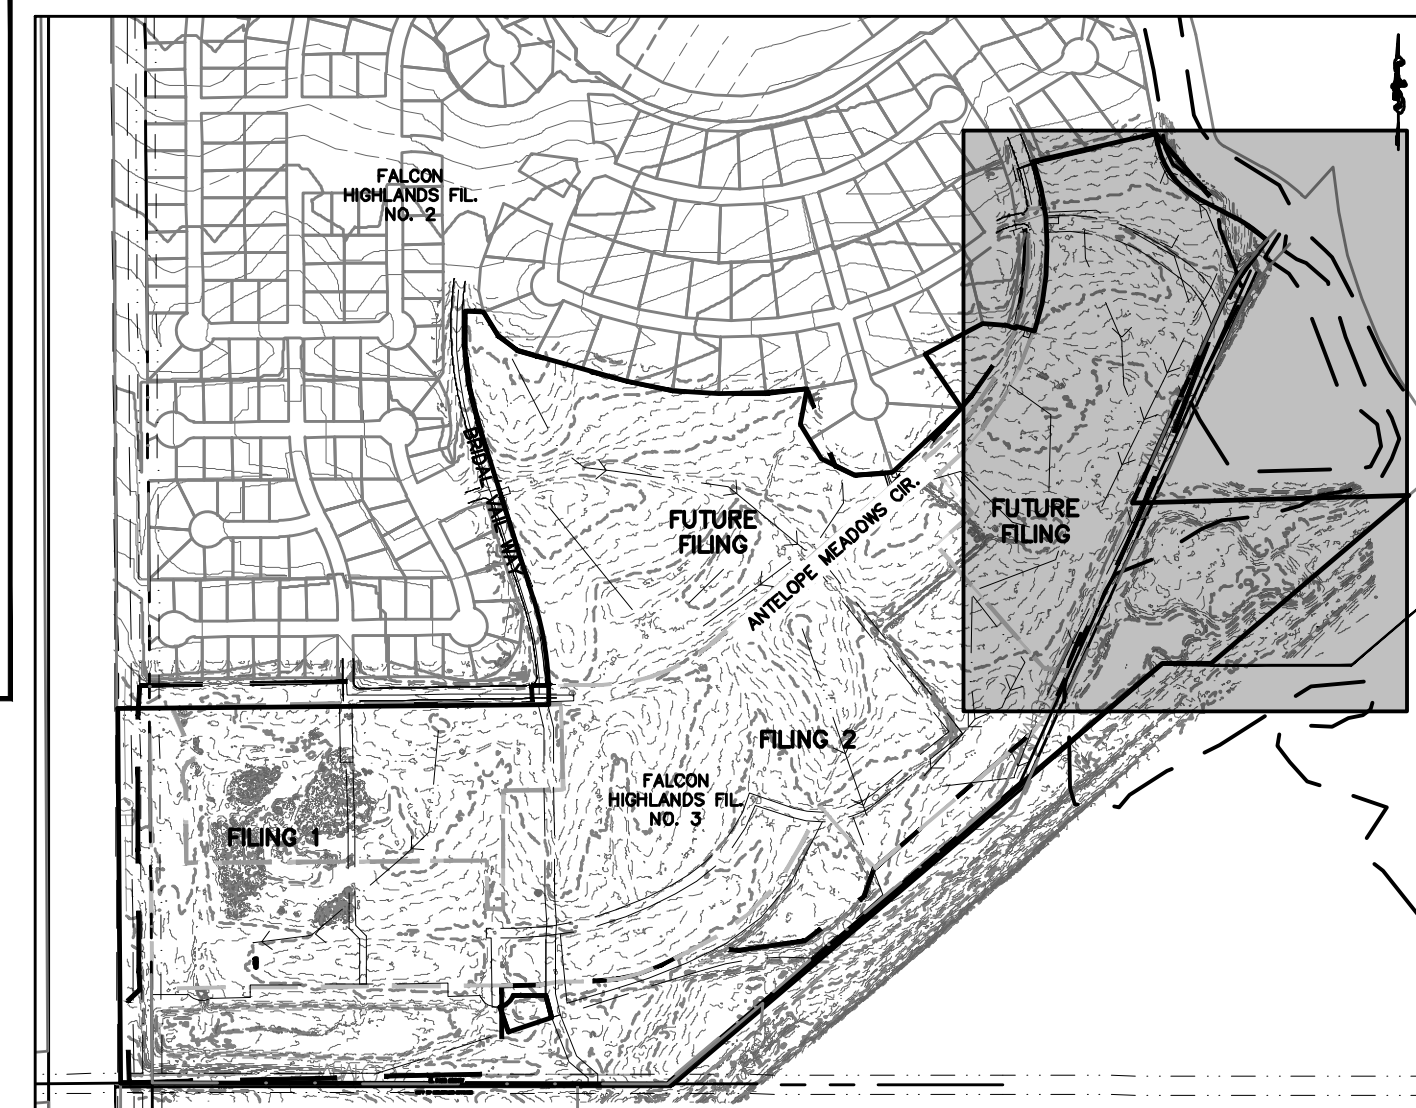 FALCON
HIGHLANDS FIL.
NO. 2
BRIDAL VAIL WAY
FUTURE
FILING
ANTELOPE MEADOWS CIR.
FUTURE
FILING
FILING 2
FALCON
HIGHLANDS FIL.
NO. 3
FILING 1